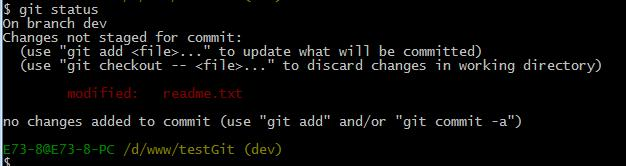 $ git status
On branch dev
Changes not staged for commit:
  (use "git add <file>..." to update what will be committed)
  (use "git checkout -- <file>..." to discard changes in working directory)
        modified:   readme.txt
no changes added to commit (use "git add" and/or "git commit -a")
E73-8@E73-8-PC /d/www/testGit (dev)
$